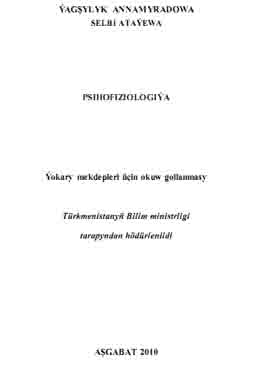 ÝAGŞYLYK ANNAMYRADOWA
SELBI ATAÝEWA
PSIHOFIZIOLOGIÝA
Ýokary mekdepleri üçin okuw gollanmasy
Türkmenistanyň Bilim ministrligi
tarapyndan hödürlenildi
AŞGABAT 2010